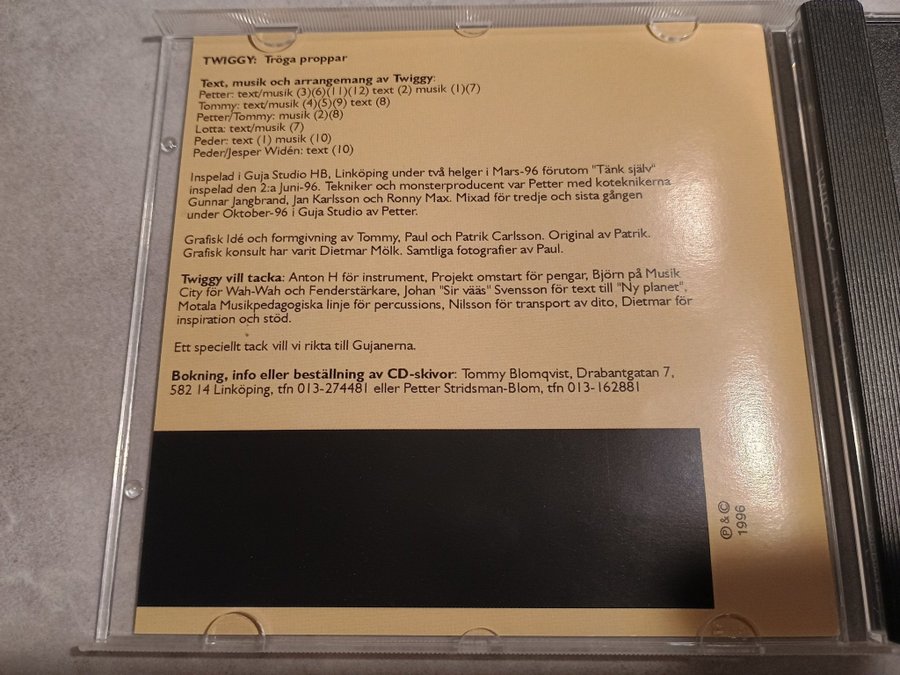 TWIGGY: Tröga proppar
Text, musik och arrangemang av Twiggy:
Petter: text/musik (3)(6)(11)(12) text (2) musik (1)(7)
Tommy: text/musik (4)(5)(9) text (8)
Petter/Tommy: musik (2)(8)
Lotta: text/musik (7)
Peder: text (1) musik (10)
Peder/Jesper Widén: text (10)
Inspelad i Guja Studio HB, Linköping under två helger i Mars-96 förutom "Tänk själv"
inspelad den 2:a Juni-96. Tekniker och monsterproducent var Petter med koteknikerna
Gunnar Jangbrand, Jan Karlsson och Ronny Max. Mixad för tredje och sista gången
under Oktober-96 i Guja Studio av Petter.
Grafisk Idé och formgivning av Tommy, Paul och Patrik Carlsson. Original av Patrik.
Grafisk konsult har varit Dietmar Mölk. Samtliga fotografier av Paul.
Twiggy vill tacka: Anton H för instrument, Projekt omstart för pengar, Björn på Musik
City för Wah-Wah och Fenderstärkare, Johan "Sir vääs" Svensson för text till "Ny planet",
Motala Musikpedagogiska linje för percussions, Nilsson för transport av dito, Dietmar för
inspiration och stöd.
Ett speciellt tack vill vi rikta till Gujanerna.
Bokning, info eller beställning av CD-skivor: Tommy Blomqvist, Drabantgatan 7,
582 14 Linköping, tfn 013-274481 eller Petter Stridsman-Blom, tfn 013-162881
℗ & ©
1996